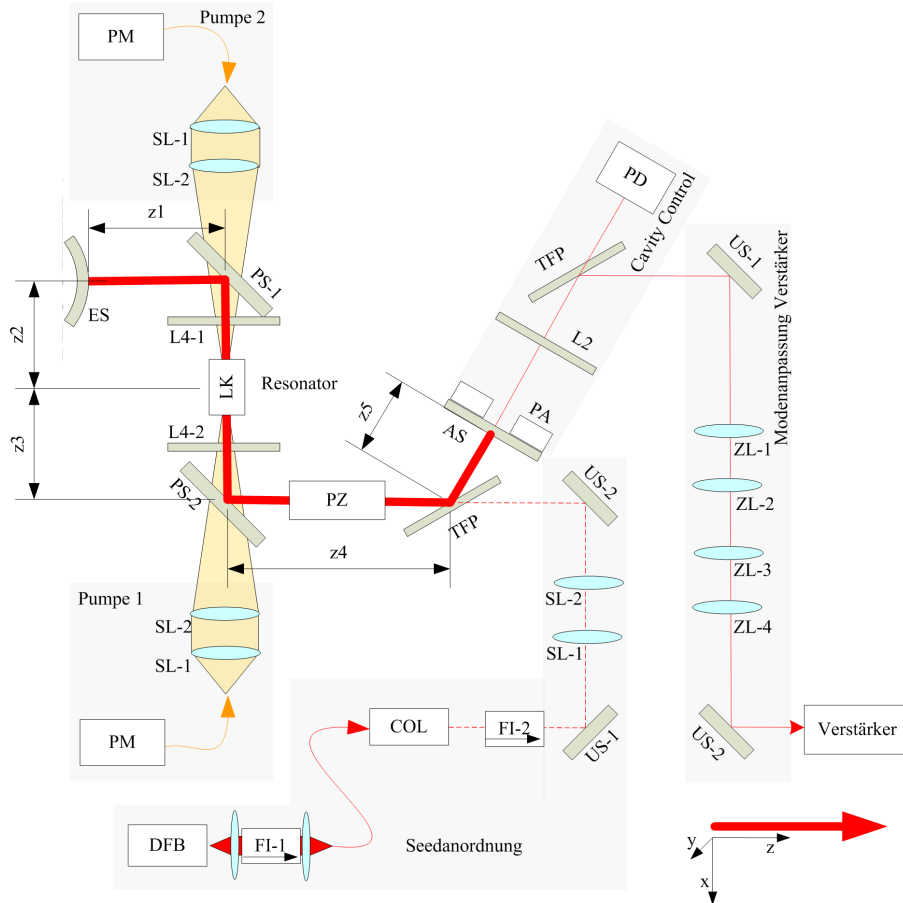 Pumpe 2
PM
SL-1
SL-2
z1
PS-1
ES
L4-1
z2
LK
Resonator
z3
L4-2
PS-2
PZ
TFP
z4
z5
AS
PA
L2
TFP
PD
Cavity Control
US-1
Modenanpassung Verstärker
ZL-1
ZL-2
ZL-3
ZL-4
US-2
Verstärker
US-2
SL-2
SL-1
US-1
Pumpe 1
SL-2
SL-1
PM
COL
FI-2
DFB
FI-1
Seedanordnung
y
z
x